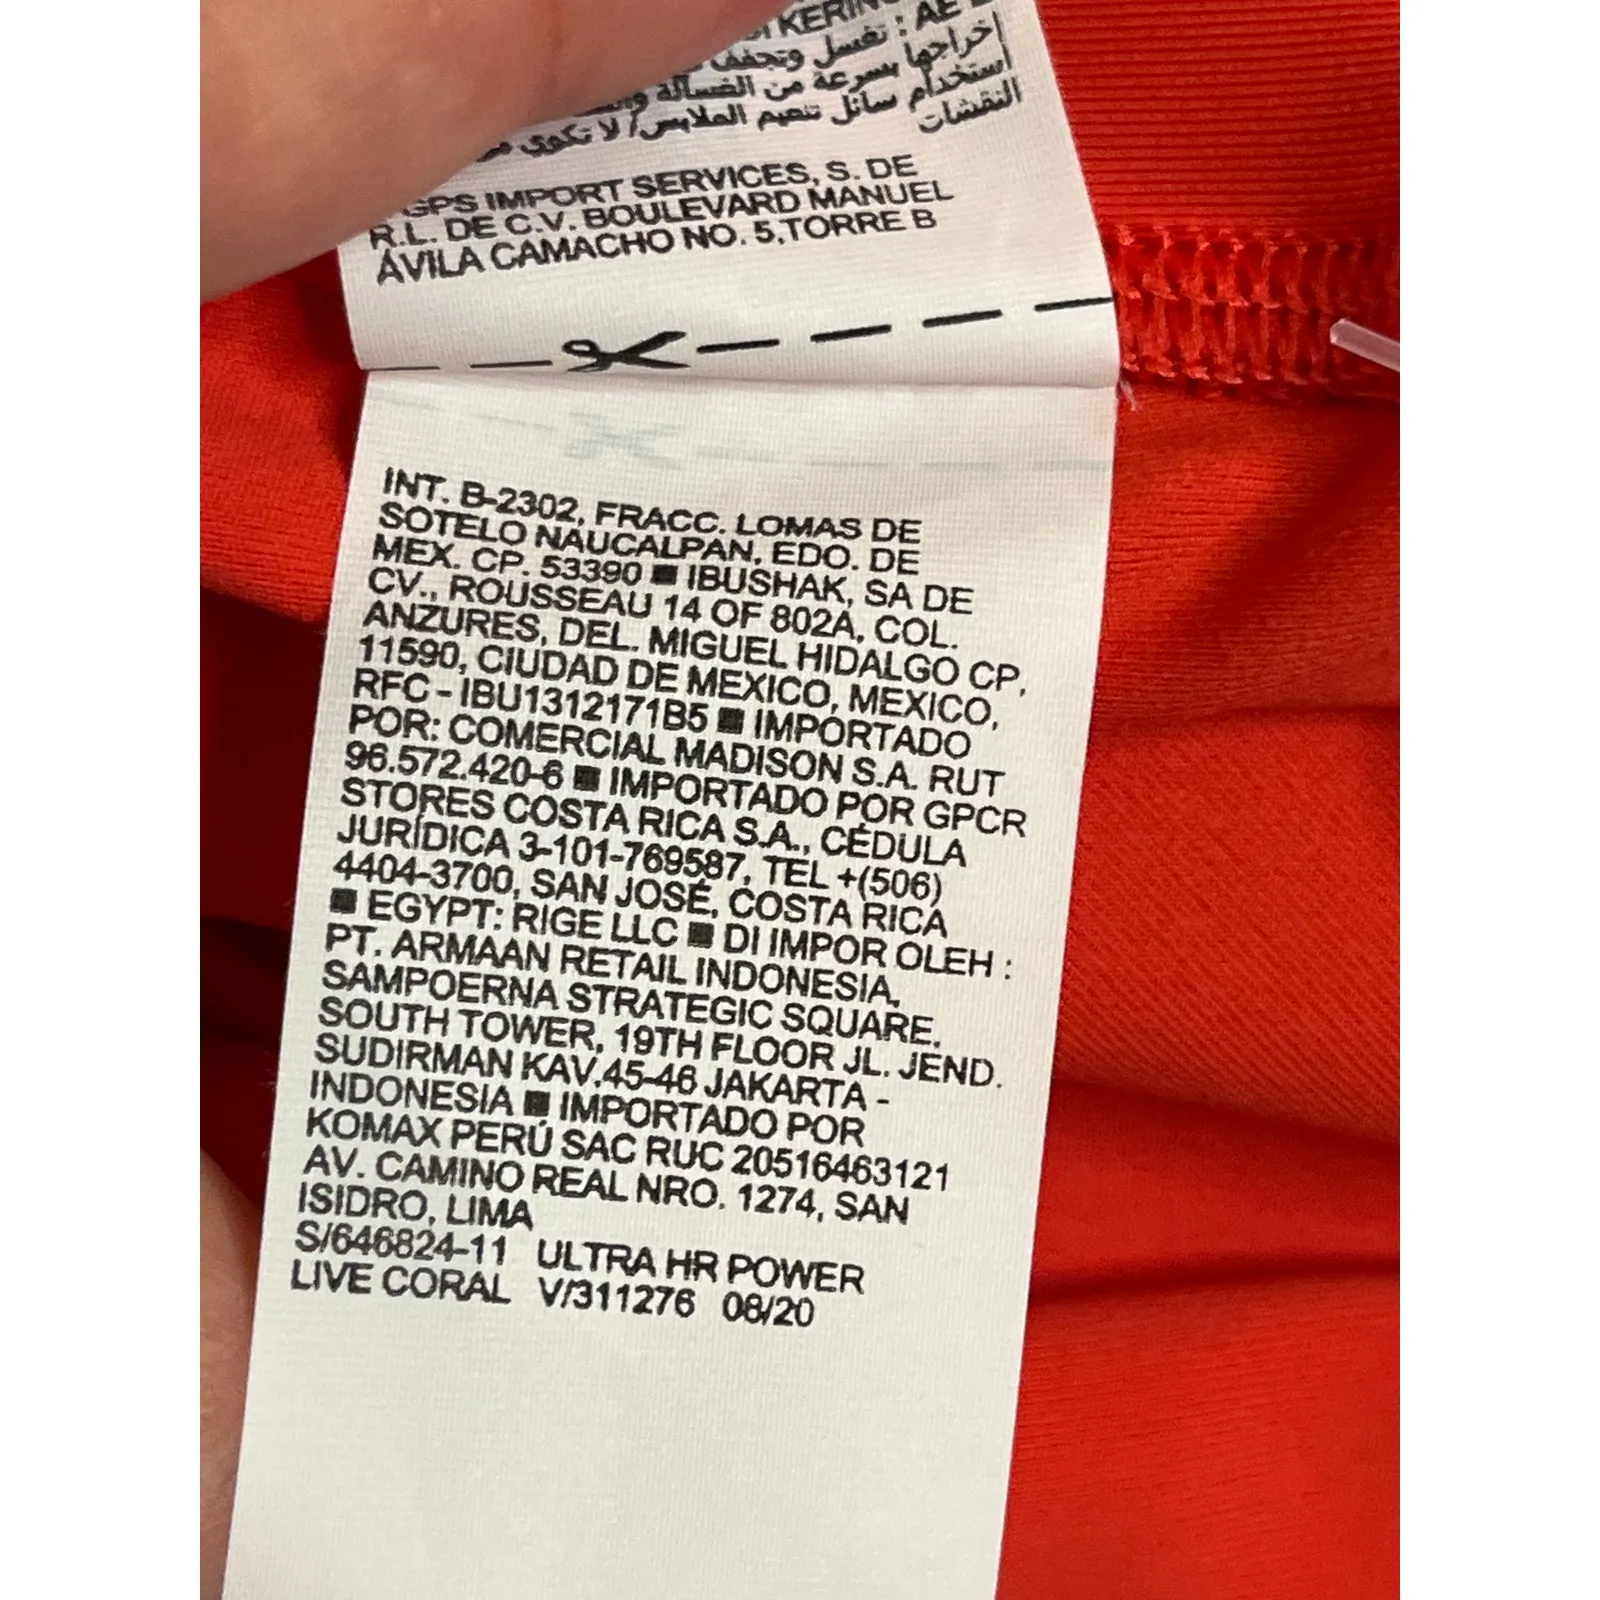 KERIN
: AE
: تغسل وتجفف
اخراجها بسرعة من الغسالة
استخدام سائل تنعيم الملابس/ لا تكوي
النقشات
GPS IMPORT SERVICES, S. DE
R.L. DE C.V. BOULEVARD MANUEL
ÁVILA CAMACHO NO. 5,TORRE B
INT. B-2302, FRACC. LOMAS DE
SOTELO NAUCALPAN, EDO. DE
MEX. CP. 53390 ■ IBUSHAK, SA DE
CV., ROUSSEAU 14 OF 802A, COL.
ANZURES, DEL. MIGUEL HIDALGO CP.
11590, CIUDAD DE MEXICO, MEXICO,
RFC - IBU1312171B5 ■ IMPORTADO
POR: COMERCIAL MADISON S.A. RUT
96.572.420-6 ■ IMPORTADO POR GPCR
STORES COSTA RICA S.A., CÉDULA
JURÍDICA 3-101-769587, TEL +(506)
4404-3700, SAN JOSÉ, COSTA RICA
■ EGYPT: RIGE LLC ■ DI IMPOR OLEH :
PT. ARMAAN RETAIL INDONESIA,
SAMPOERNA STRATEGIC SQUARE,
SOUTH TOWER, 19TH FLOOR JL. JEND.
SUDIRMAN KAV.45-46 JAKARTA -
INDONESIA ■ IMPORTADO POR
KOMAX PERÚ SAC RUC 20516463121
AV. CAMINO REAL NRO. 1274, SAN
ISIDRO, LIMA
S/646824-11 ULTRA HR POWER
LIVE CORAL V/311276 08/20